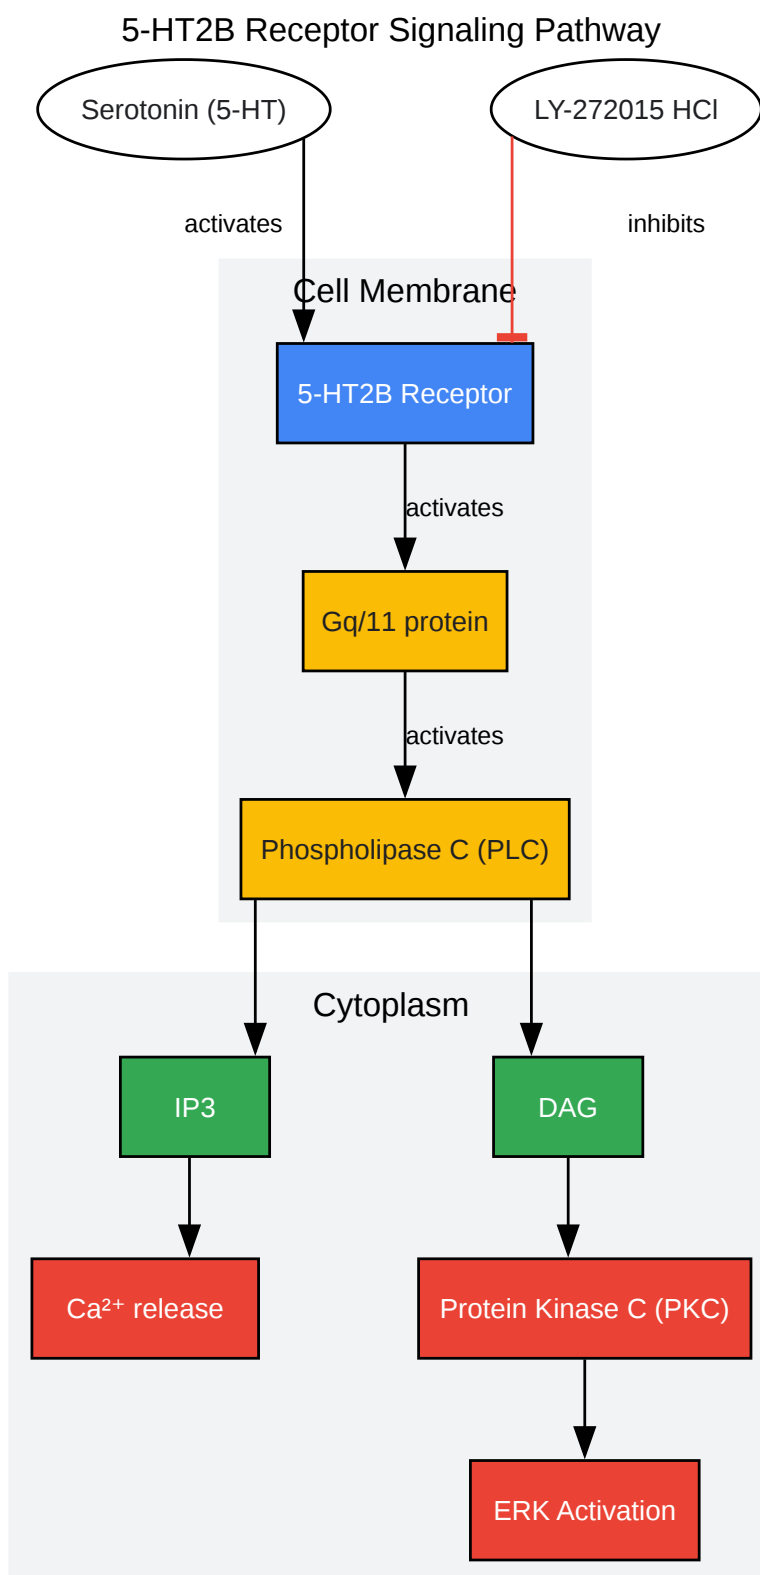 5-HT2B Receptor Signaling Pathway
Serotonin (5-HT)
LY-272015 HCl
activates
inhibits
Cell Membrane
5-HT2B Receptor
activates
Gq/11 protein
activates
Phospholipase C (PLC)
Cytoplasm
IP3
DAG
Ca²⁺ release
Protein Kinase C (PKC)
ERK Activation